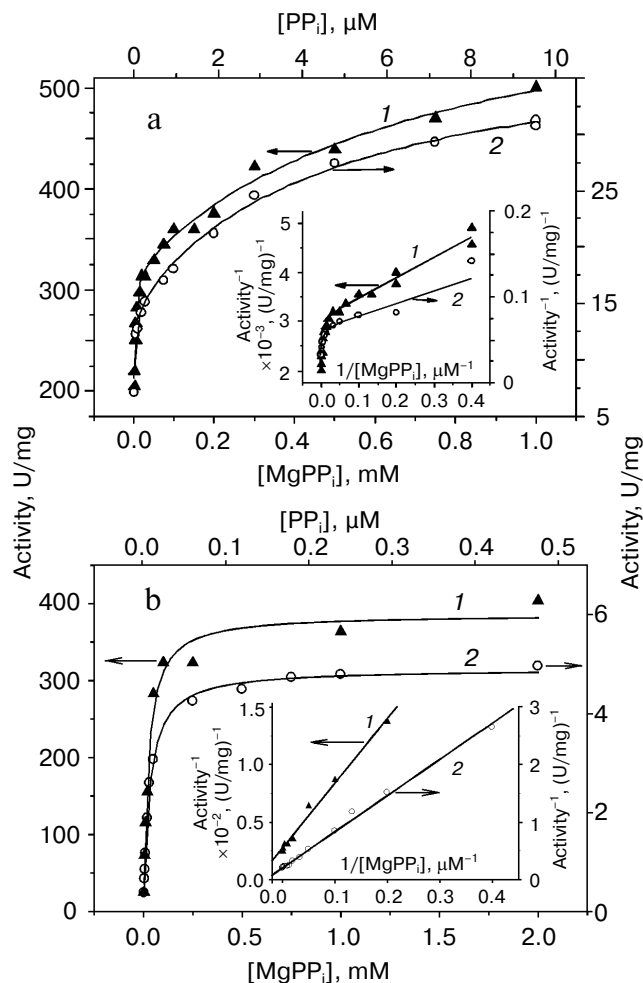 [PPᵢ], μM
0 2 4 6 8 10
a
500
400
300
200
1
2
25
15
5
5
4
3
2
1
2
0.2
0.1
0
Activity⁻¹ ×10⁻³, (U/mg)⁻¹
Activity⁻¹, (U/mg)⁻¹
1/[MgPPᵢ], μM⁻¹
0.0 0.2 0.4
0.0 0.2 0.4 0.6 0.8 1.0
[MgPPᵢ], mM
Activity, U/mg
Activity, U/mg
[PPᵢ], μM
0.0 0.1 0.2 0.3 0.4 0.5
b
400
300
200
100
0
1
2
6
4
2
0
1.5
1.0
0.5
0.0
1
2
3
2
1
0
Activity⁻¹ ×10⁻², (U/mg)⁻¹
Activity⁻¹, (U/mg)⁻¹
1/[MgPPᵢ], μM⁻¹
0.0 0.1 0.2 0.3 0.4
0.0 0.5 1.0 1.5 2.0
[MgPPᵢ], mM